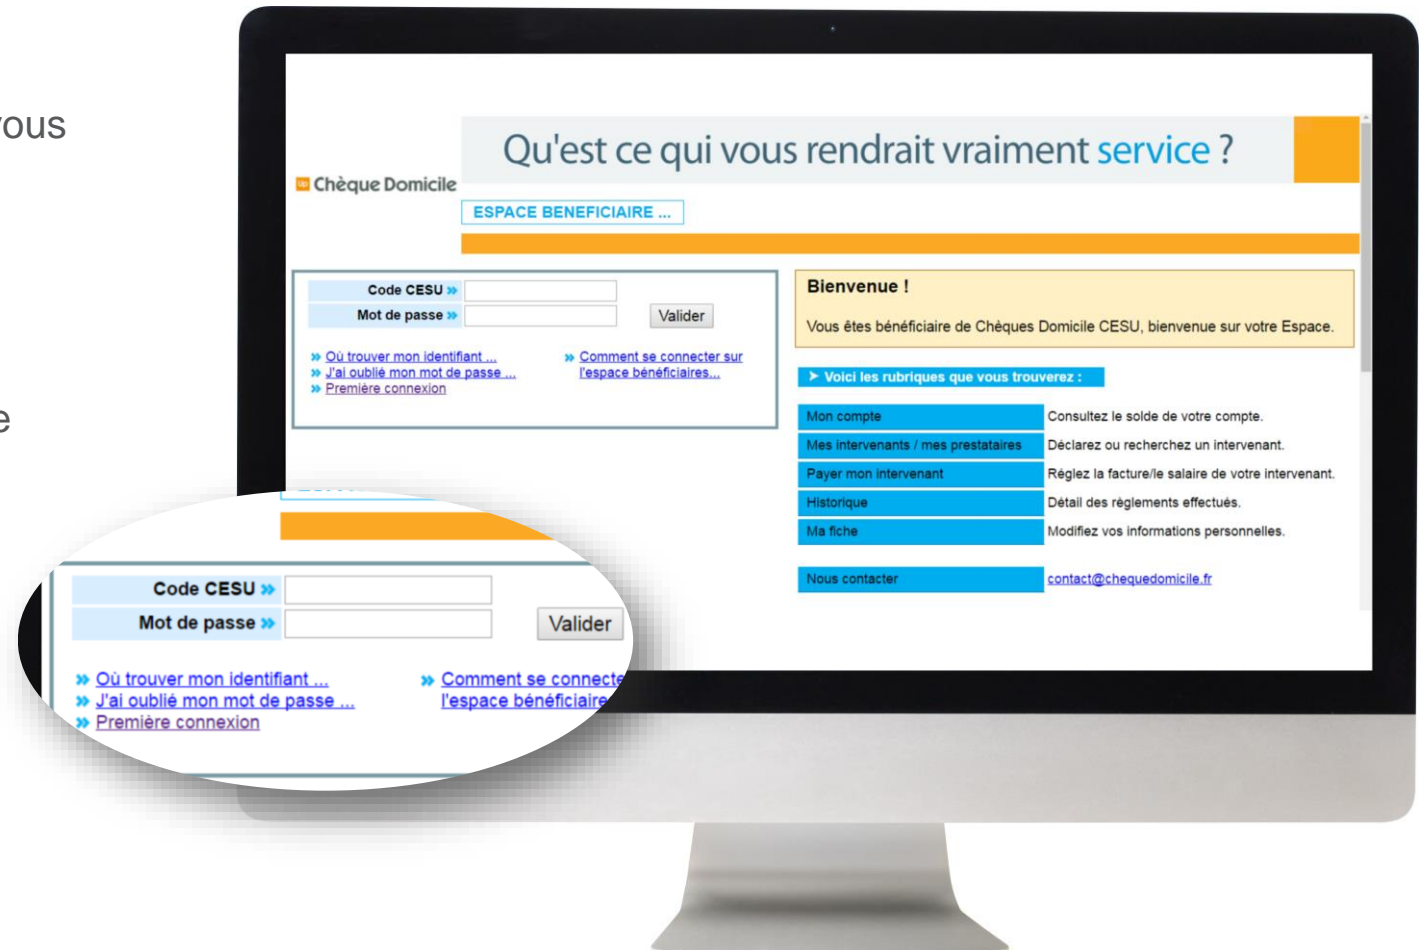 vous
e
Qu'est ce qui vous rendrait vraiment service ?
Up Chèque Domicile
ESPACE BENEFICIAIRE ...
Code CESU »
Mot de passe »
Valider
» Où trouver mon identifiant ...
» J'ai oublié mon mot de passe ...
» Première connexion
» Comment se connecter sur
l'espace bénéficiaires...
Bienvenue !
Vous êtes bénéficiaire de Chèques Domicile CESU, bienvenue sur votre Espace.
➤ Voici les rubriques que vous trouverez :
Mon compte Consultez le solde de votre compte.
Mes intervenants / mes prestataires Déclarez ou recherchez un intervenant.
Payer mon intervenant Réglez la facture/le salaire de votre intervenant.
Historique Détail des règlements effectués.
Ma fiche Modifiez vos informations personnelles.
Nous contacter contact@chequedomicile.fr
Code CESU »
Mot de passe »
Valider
» Où trouver mon identifiant ...
» J'ai oublié mon mot de passe ...
» Première connexion
» Comment se connecte
l'espace bénéficiaire